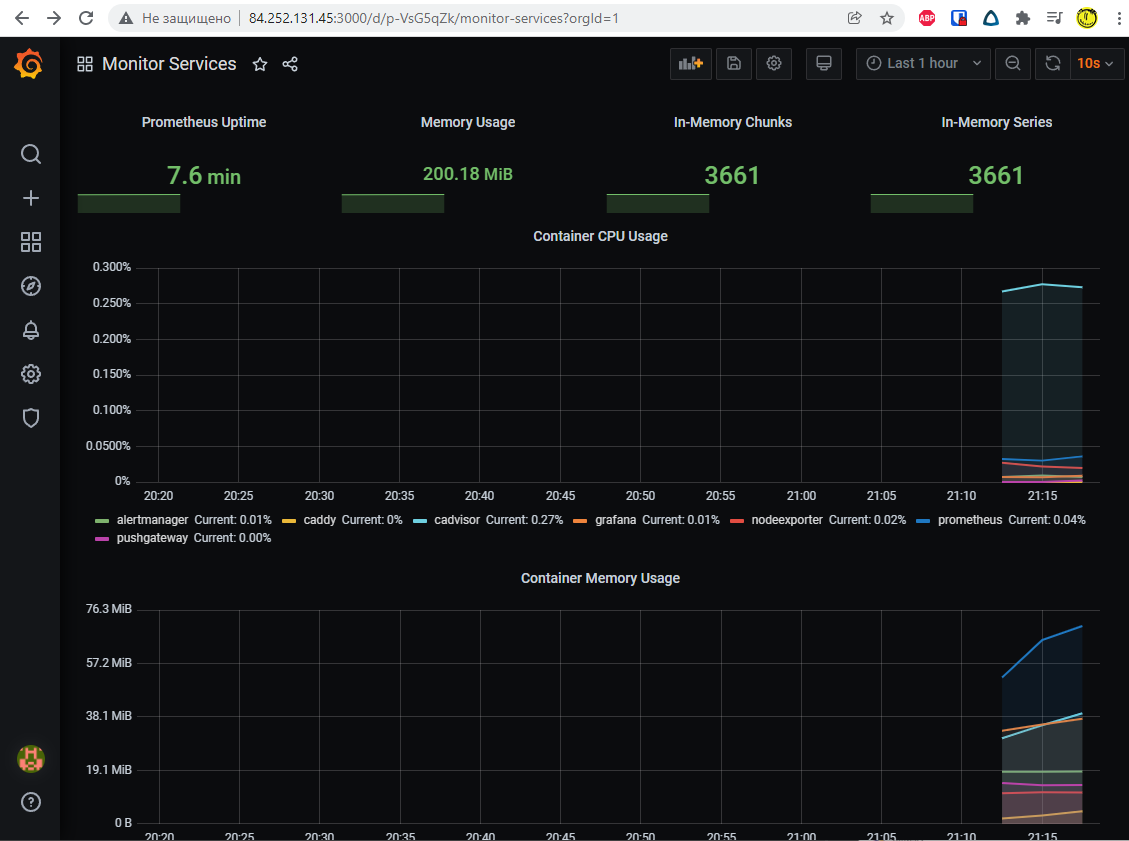 Не защищено 84.252.131.45:3000/d/p-VsG5qZk/monitor-services?orgId=1 ABP
Monitor Services Last 1 hour 10s
Prometheus Uptime Memory Usage In-Memory Chunks In-Memory Series
7.6 min 200.18 MiB 3661 3661
Container CPU Usage
0.300%
0.250%
0.200%
0.150%
0.100%
0.0500%
0%
20:20 20:25 20:30 20:35 20:40 20:45 20:50 20:55 21:00 21:05 21:10 21:15
alertmanager Current: 0.01% caddy Current: 0% cadvisor Current: 0.27% grafana Current: 0.01% nodeexporter Current: 0.02% prometheus Current: 0.04%
pushgateway Current: 0.00%
Container Memory Usage
76.3 MiB
57.2 MiB
38.1 MiB
19.1 MiB
0 B
20:20 20:25 20:30 20:35 20:40 20:45 20:50 20:55 21:00 21:05 21:10 21:15